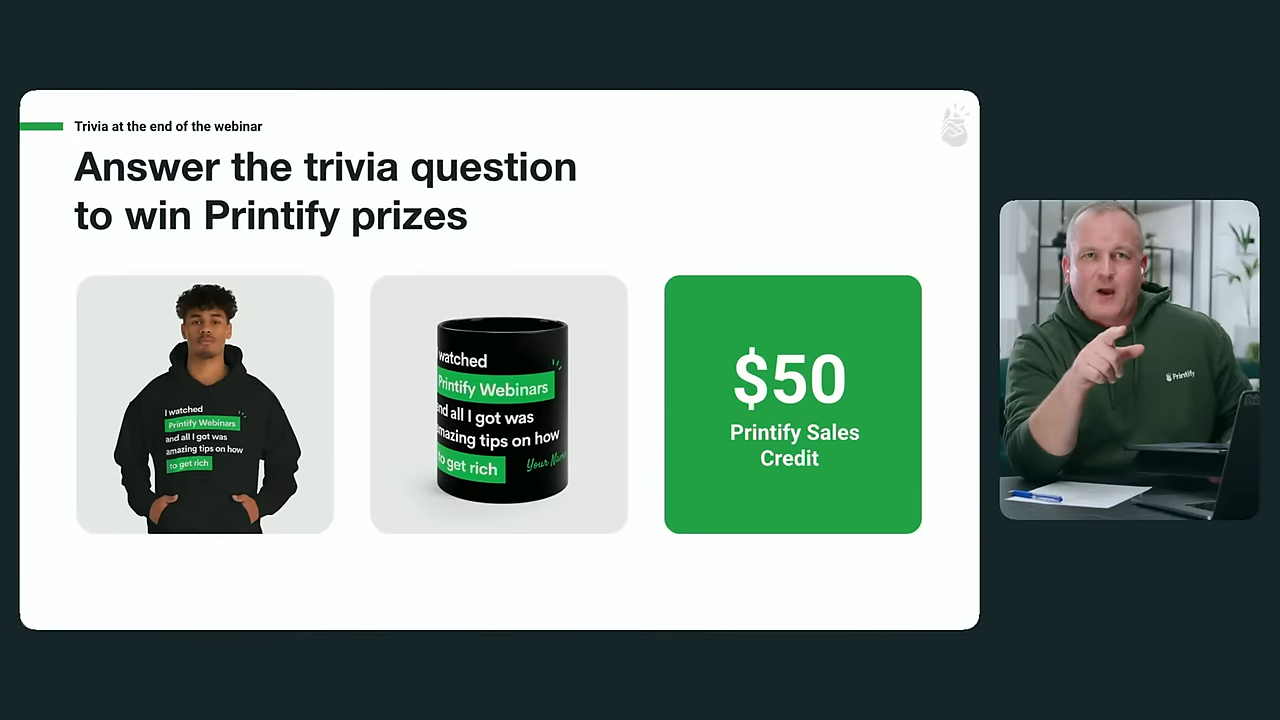 Trivia at the end of the webinar
Answer the trivia question
to win Printify prizes
I watched
Printify Webinars
and all I got was
amazing tips on how
to get rich
watched
Printify Webinars
and all I got was
amazing tips on how
to get rich
Your Name
$50
Printify Sales
Credit
Printify